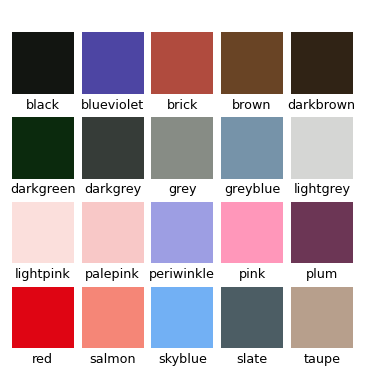 black blueviolet brick brown darkbrown
darkgreen darkgrey grey greyblue lightgrey
lightpink palepink periwinkle pink plum
red salmon skyblue slate taupe